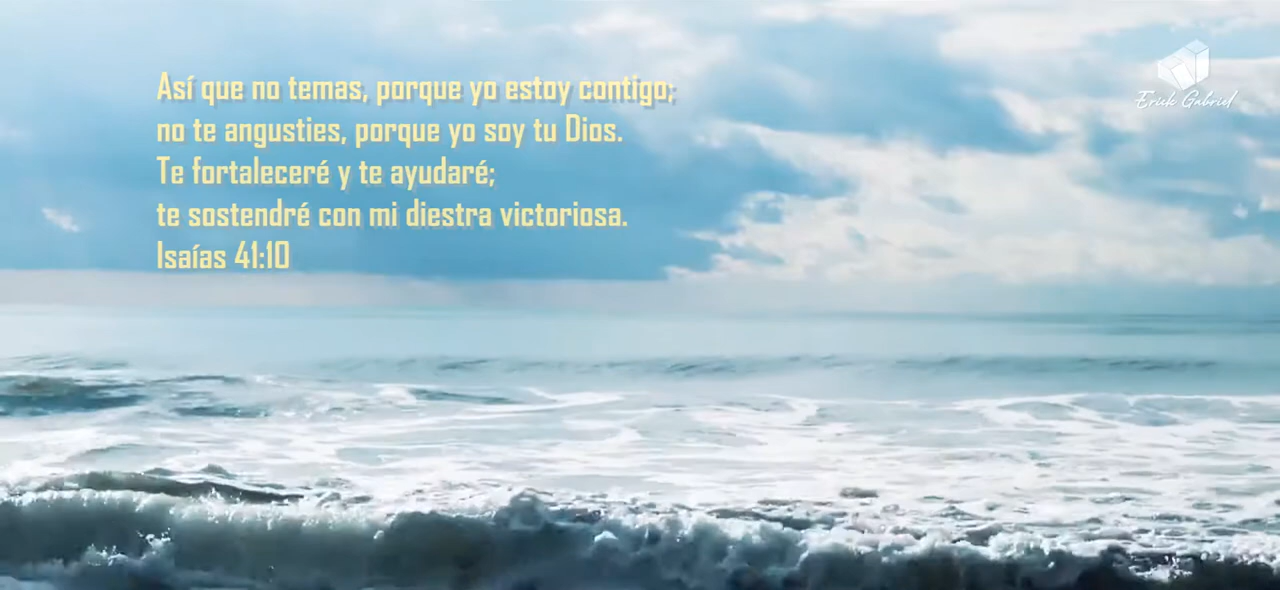 Así que no temas, porque yo estoy contigo;
no te angusties, porque yo soy tu Dios.
Te fortaleceré y te ayudaré;
te sostendré con mi diestra victoriosa.
Isaías 41:10
Erick Gabriel